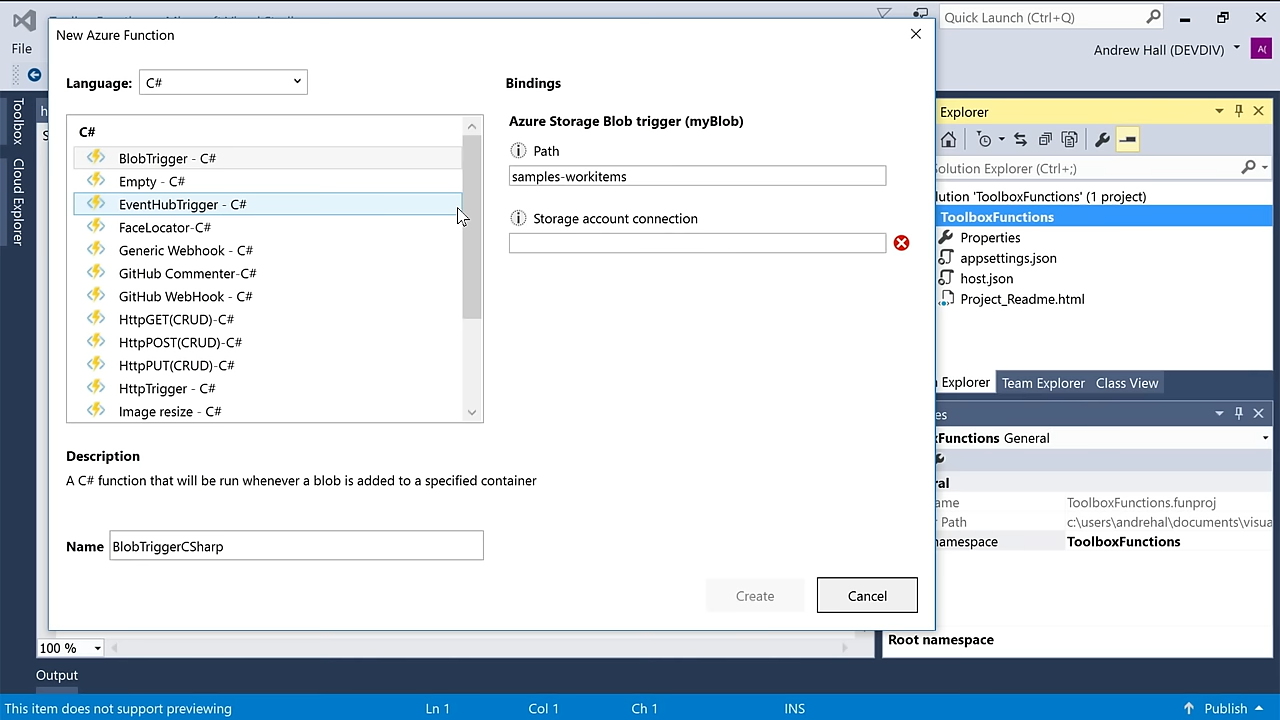 Quick Launch (Ctrl+Q)
File
Andrew Hall (DEVDIV)
A(
Toolbox
Cloud Explorer
New Azure Function
Language:
C#
C#
BlobTrigger - C#
Empty - C#
EventHubTrigger - C#
FaceLocator-C#
Generic Webhook - C#
GitHub Commenter-C#
GitHub WebHook - C#
HttpGET(CRUD)-C#
HttpPOST(CRUD)-C#
HttpPUT(CRUD)-C#
HttpTrigger - C#
Image resize - C#
Bindings
Azure Storage Blob trigger (myBlob)
Path
samples-workitems
Storage account connection
Description
A C# function that will be run whenever a blob is added to a specified container
Name
BlobTriggerCSharp
Create
Cancel
Explorer
olution Explorer (Ctrl+;)
lution 'ToolboxFunctions' (1 project)
ToolboxFunctions
Properties
appsettings.json
host.json
Project_Readme.html
Explorer
Team Explorer
Class View
es
xFunctions General
ral
ame
ToolboxFunctions.funproj
Path
c:\users\andrehal\documents\visua
namespace
ToolboxFunctions
Root namespace
100 %
Output
This item does not support previewing
Ln 1
Col 1
Ch 1
INS
Publish